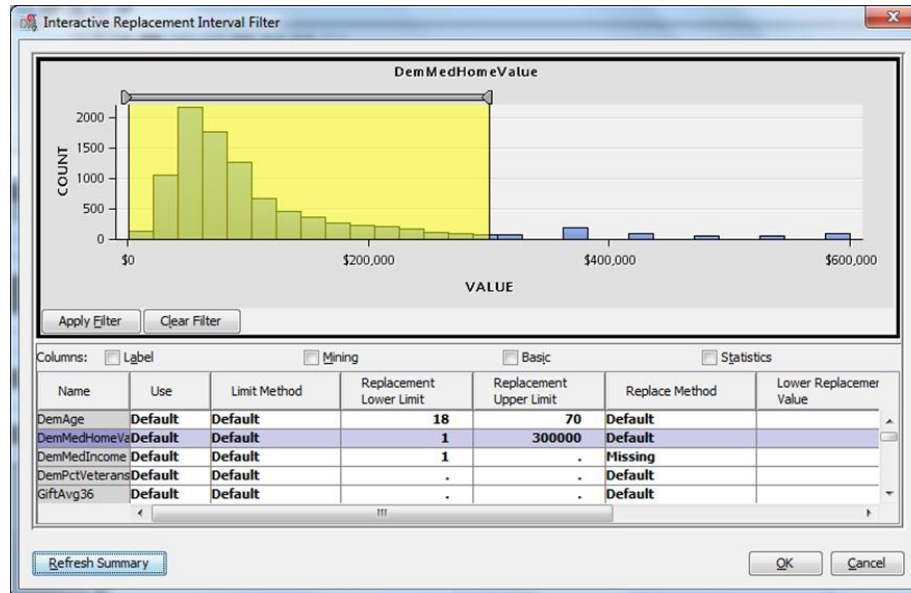 Interactive Replacement Interval Filter
DemMedHomeValue
COUNT
2000
1500
1000
500
0
$0 $200,000 $400,000 $600,000
VALUE
Apply Filter Clear Filter
Columns: Label Mining Basic Statistics
Name Use Limit Method Replacement Lower Limit Replacement Upper Limit Replace Method Lower Replacemer Value
DemAge Default Default 18 70 Default
DemMedHomeVa Default Default 1 300000 Default
DemMedIncome Default Default 1 . Missing
DemPctVeterans Default Default . . Default
GiftAvg36 Default Default . . Default
Refresh Summary OK Cancel